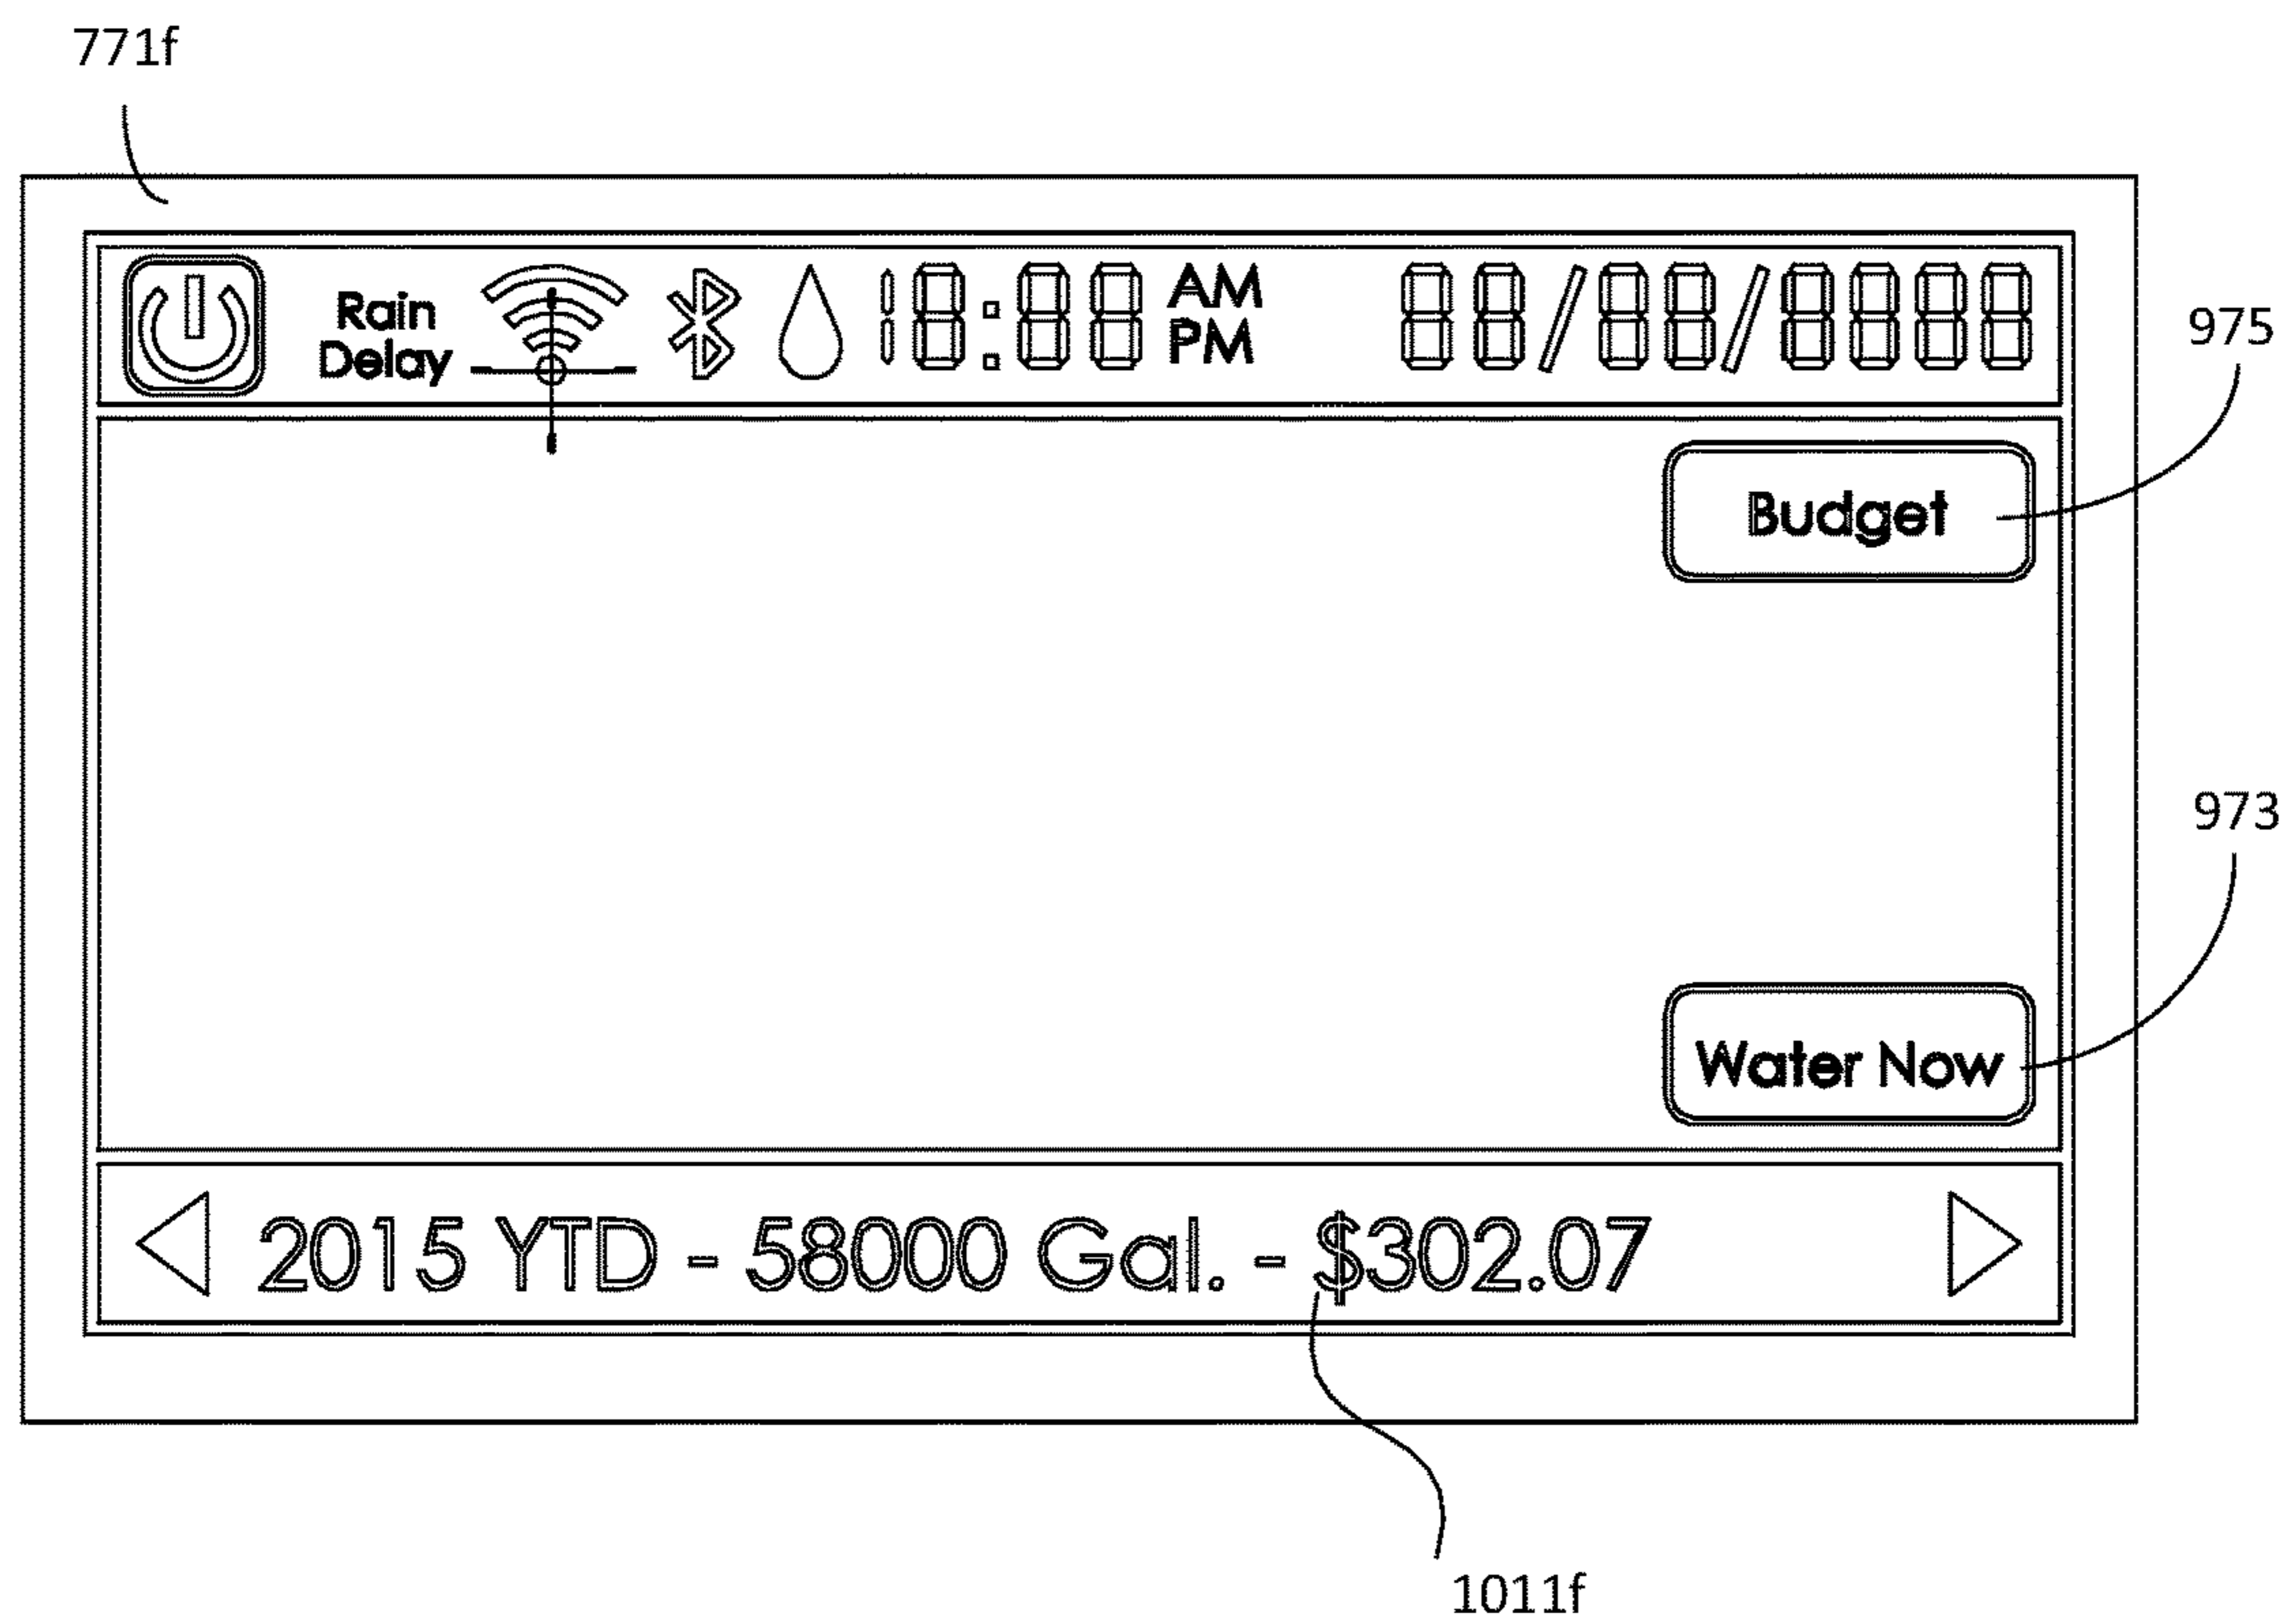 771f
Rain
Delay
18:88 AM
PM
88/88/8888
975
Budget
973
Water Now
2015 YTD - 58000 Gal. - $302.07
1011f